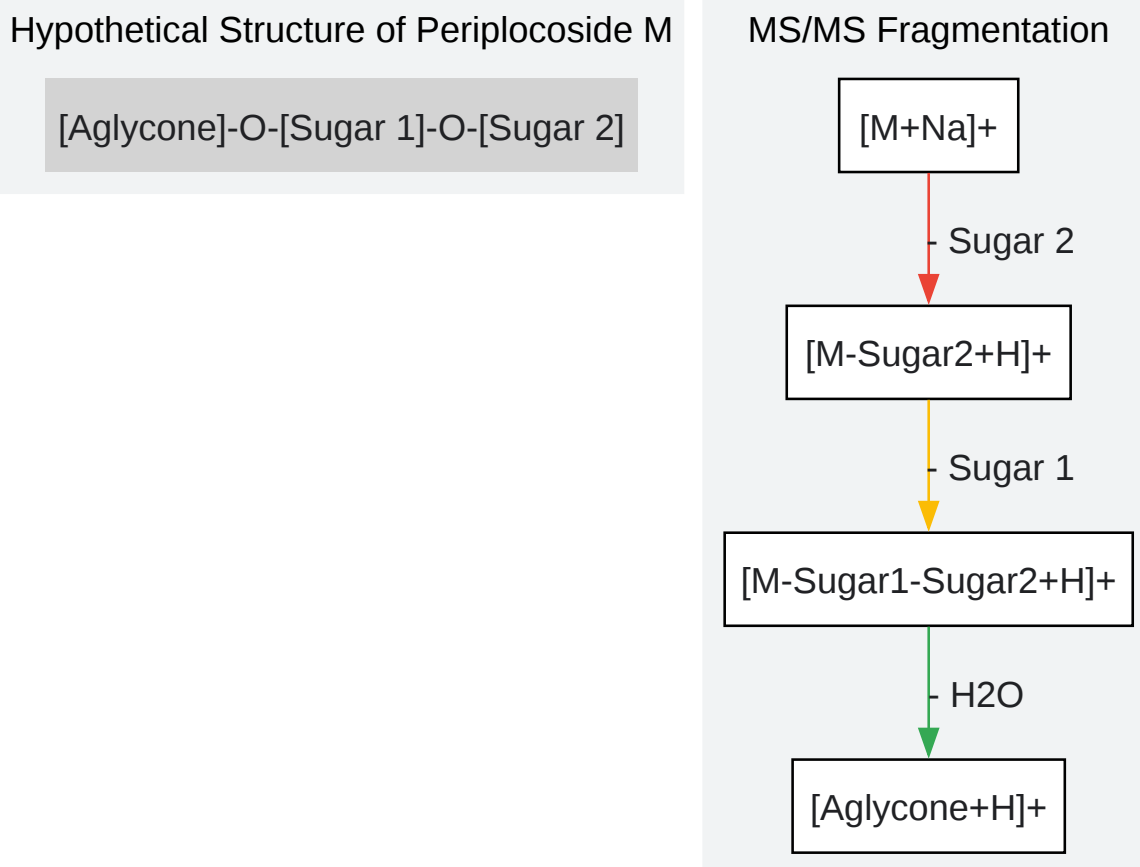 Hypothetical Structure of Periplocoside M
[Aglycone]-O-[Sugar 1]-O-[Sugar 2]
MS/MS Fragmentation
[M+Na]+
- Sugar 2
[M-Sugar2+H]+
- Sugar 1
[M-Sugar1-Sugar2+H]+
- H2O
[Aglycone+H]+